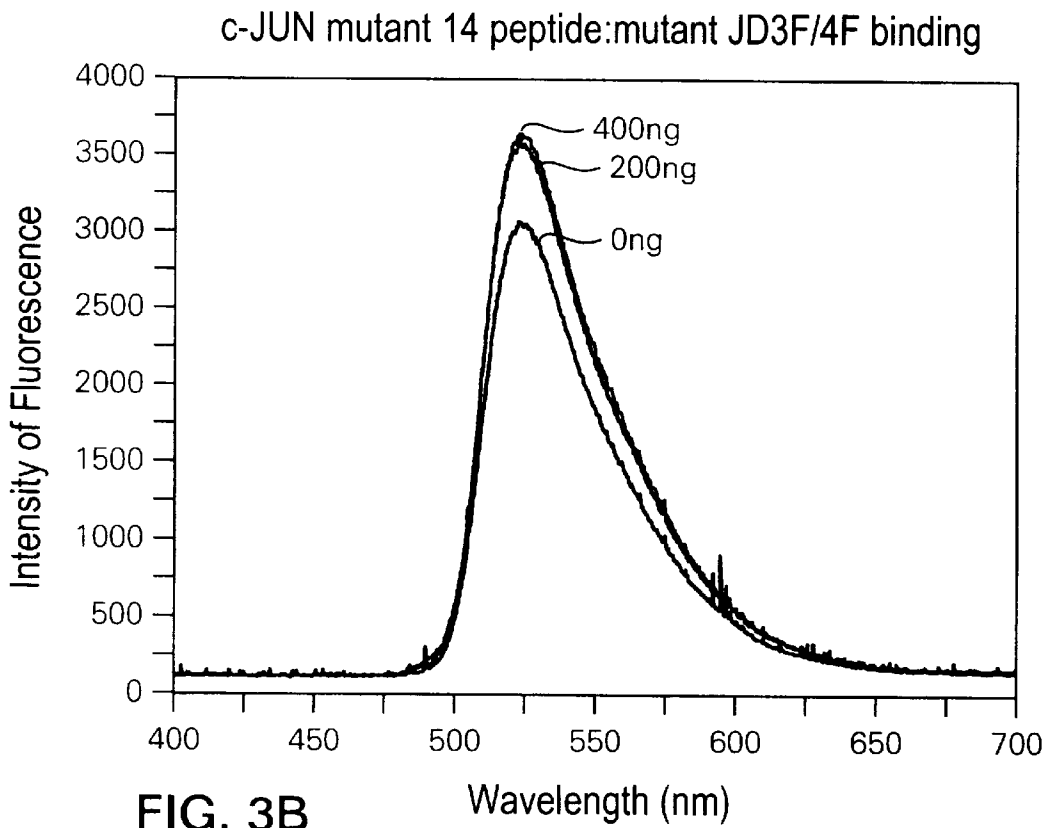 c-JUN mutant 14 peptide:mutant JD3F/4F binding
4000
3500
3000
2500
2000
1500
1000
500
0
Intensity of Fluorescence
400ng
200ng
0ng
400 450 500 550 600 650 700
Wavelength (nm)
FIG. 3B